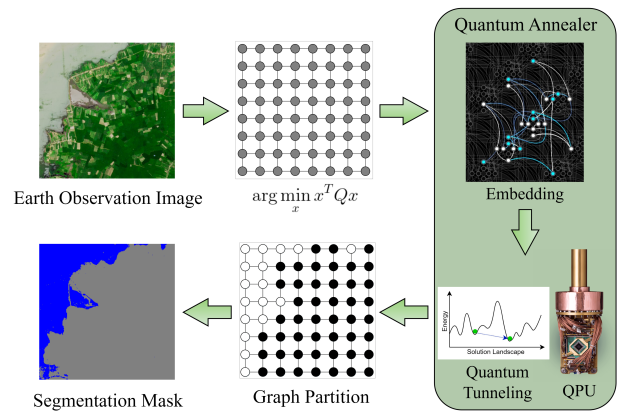 Quantum Annealer
Earth Observation Image
arg min x^T Qx
x
Embedding
Energy
Solution Landscape
Quantum
Tunneling
QPU
Graph Partition
Segmentation Mask